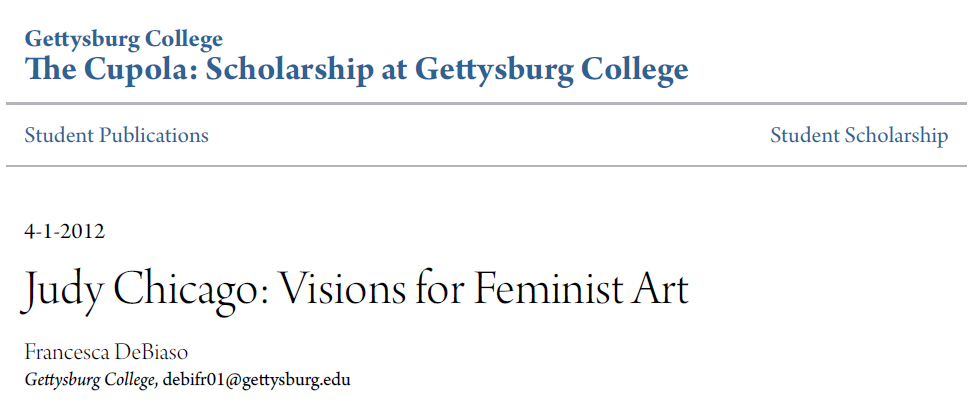 Gettysburg College
The Cupola: Scholarship at Gettysburg College
Student Publications
Student Scholarship
4-1-2012
Judy Chicago: Visions for Feminist Art
Francesca DeBiaso
Gettysburg College, debifr01@gettysburg.edu